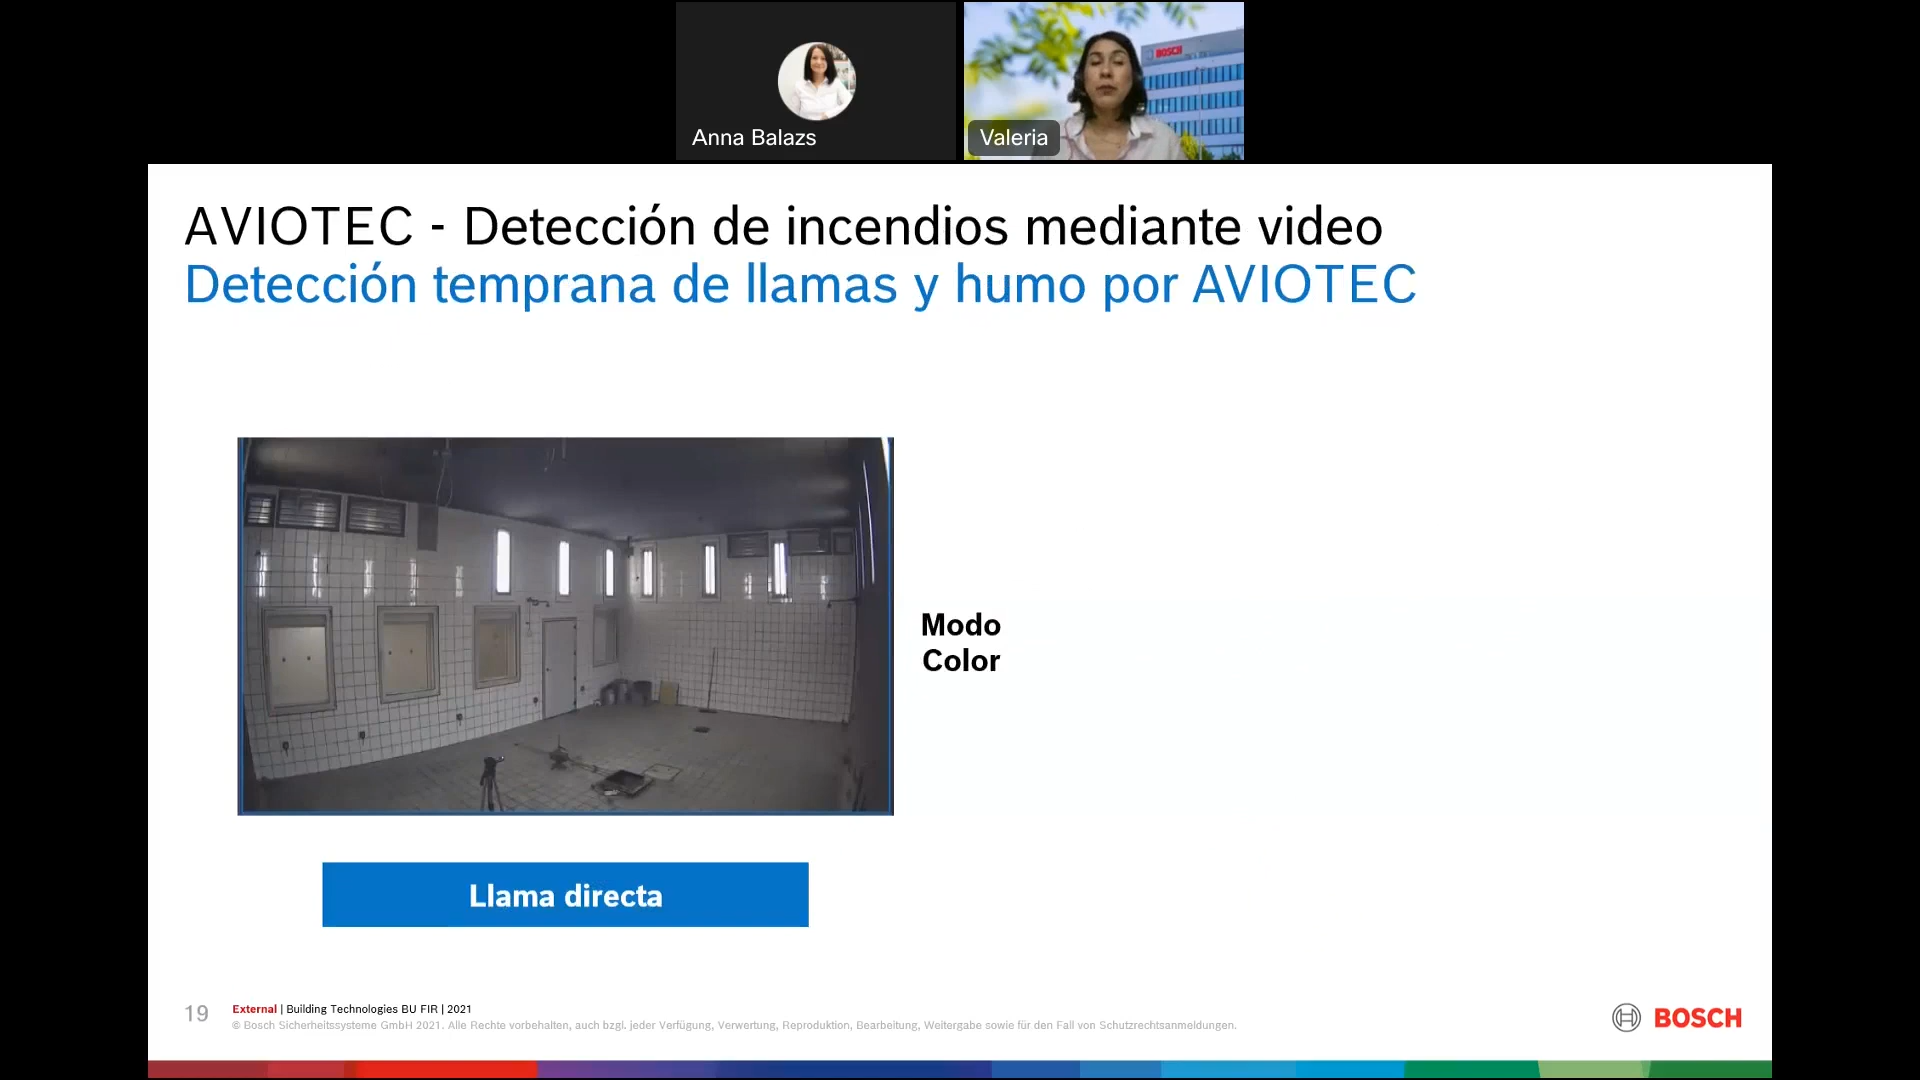 Anna Balazs
BOSCH
Valeria
AVIOTEC - Detección de incendios mediante video
Detección temprana de llamas y humo por AVIOTEC
Modo
Color
Llama directa
19
External | Building Technologies BU FIR | 2021
© Bosch Sicherheitssysteme GmbH 2021. Alle Rechte vorbehalten, auch bzgl. jeder Verfügung, Verwertung, Reproduktion, Bearbeitung, Weitergabe sowie für den Fall von Schutzrechtsanmeldungen.
BOSCH